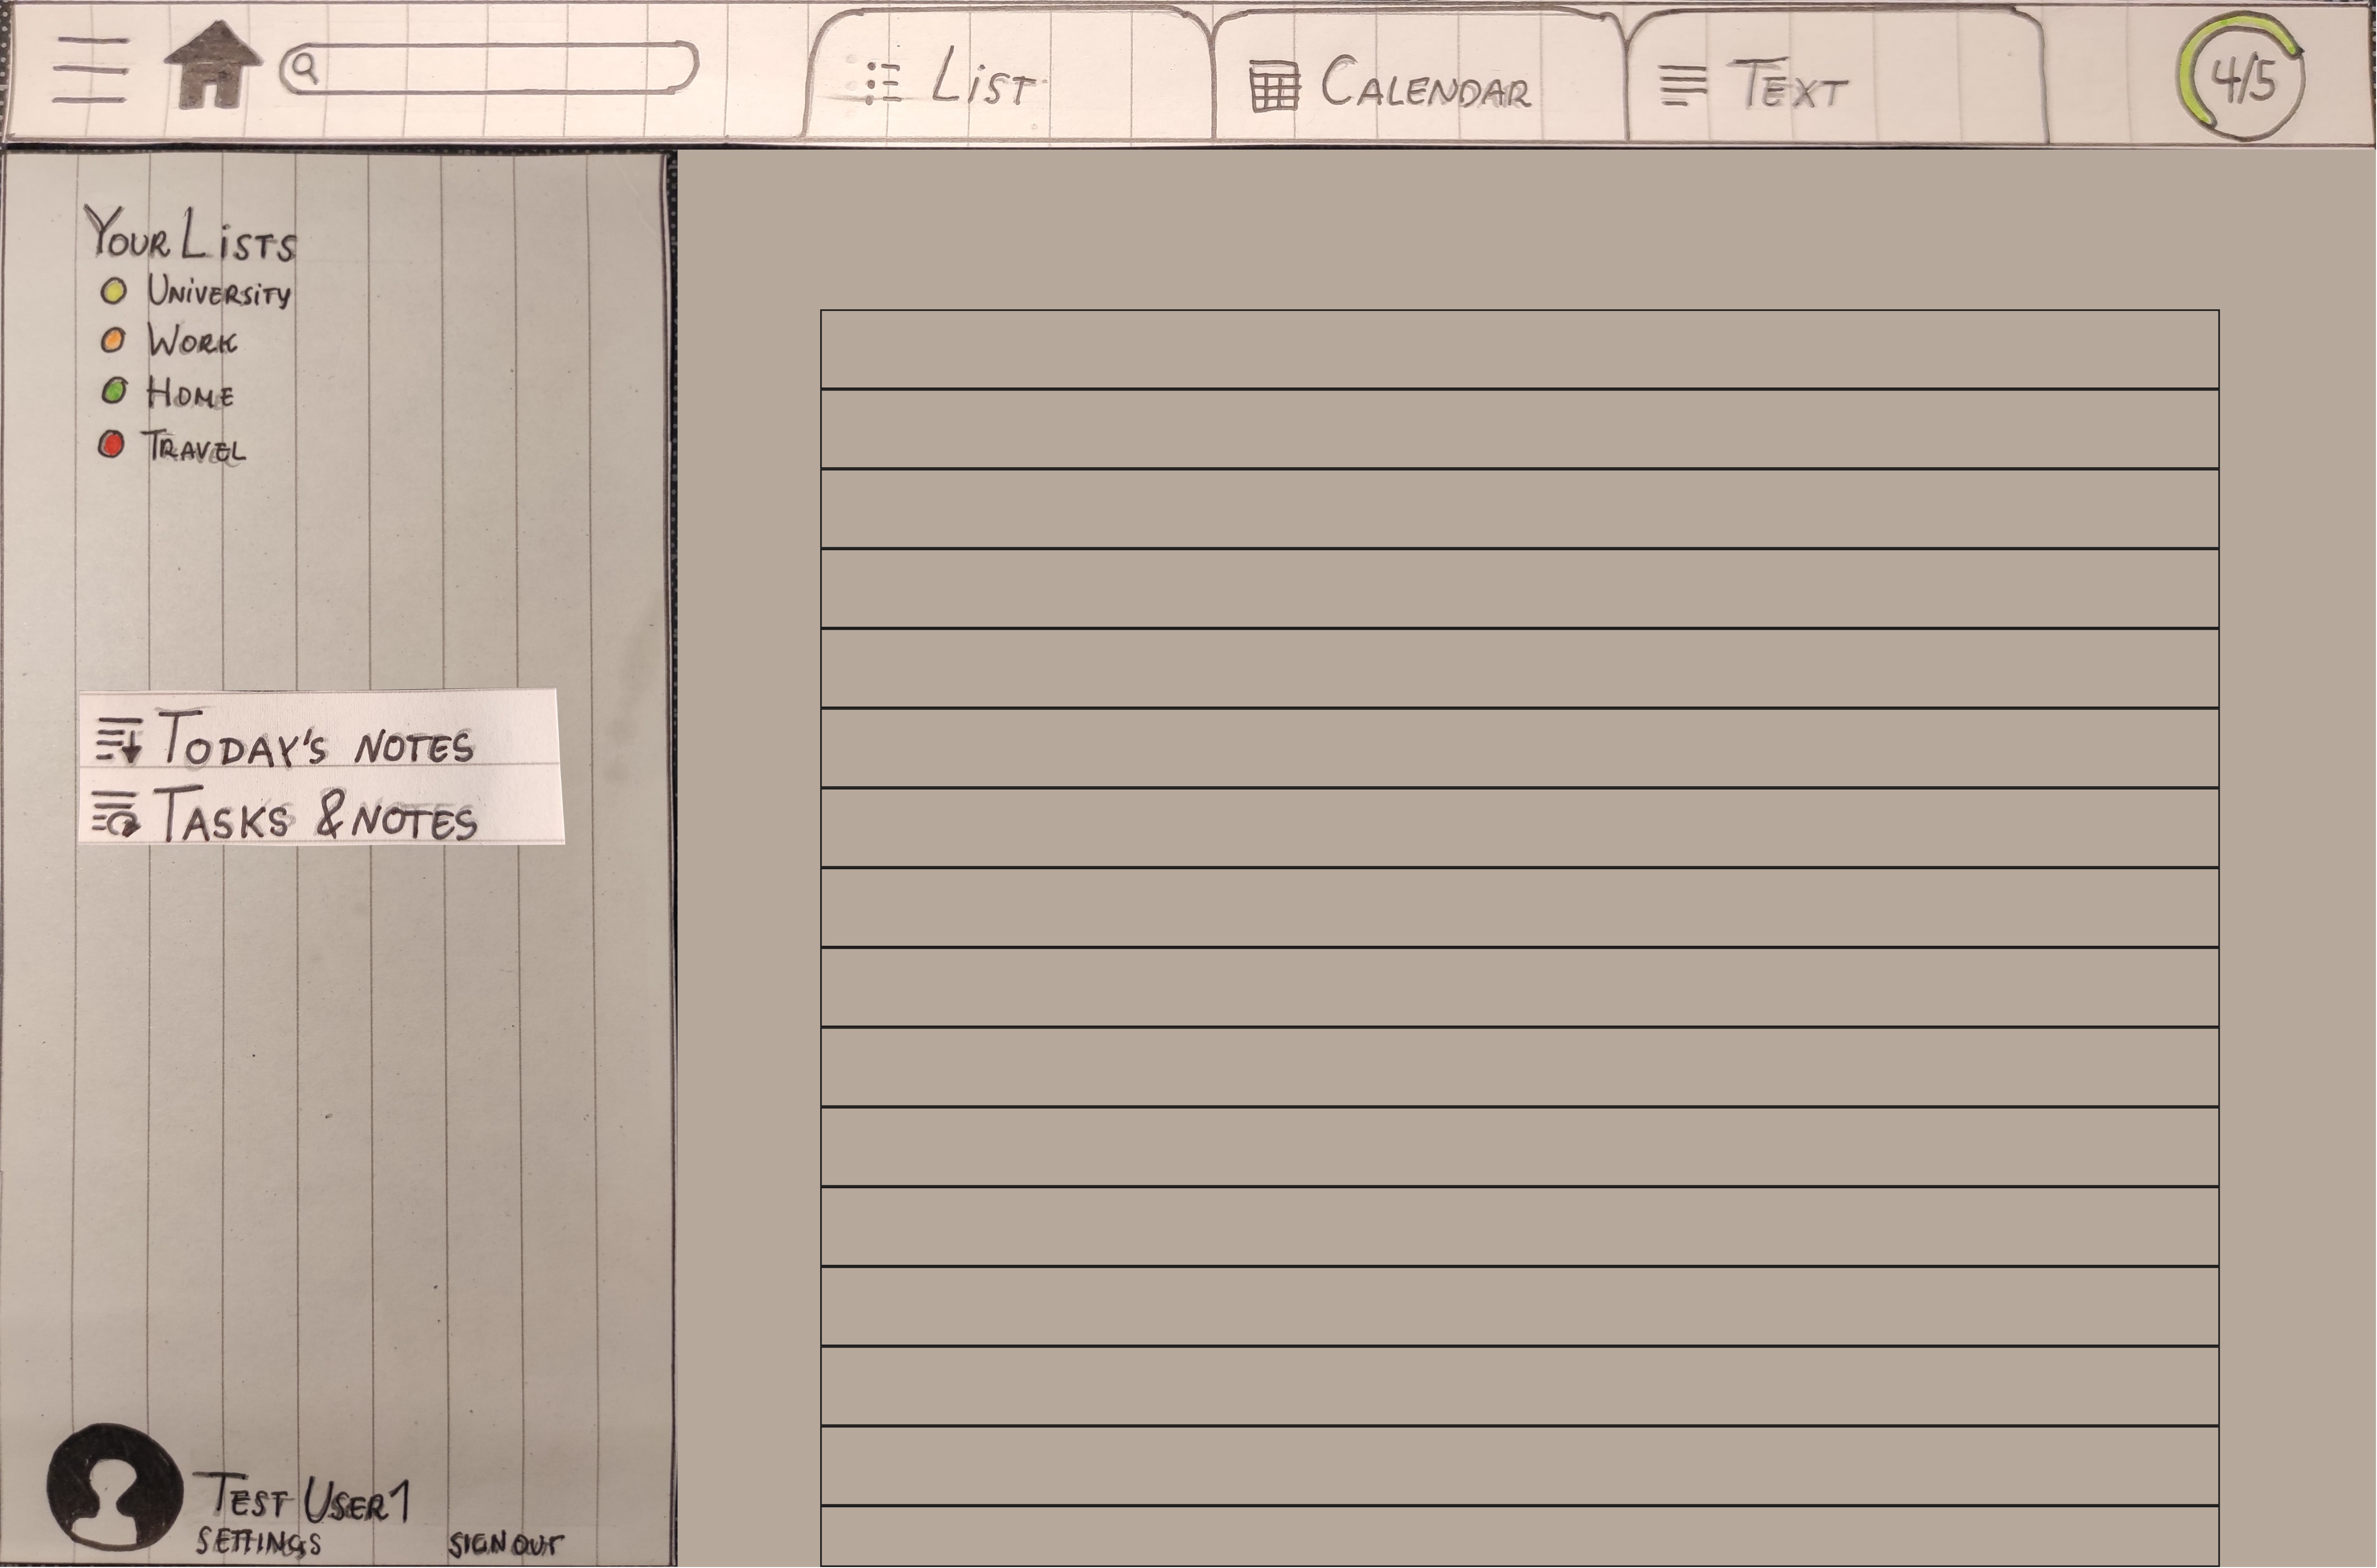 LiST
CALENDAR
TEXT
4/5
YOUR LiSTS
UNiVERSiTY
WORK
HOME
TRAVEL
TODAY'S NOTES
TASKS & NOTES
TEST USER1
SETTINGS
SIGN OUT